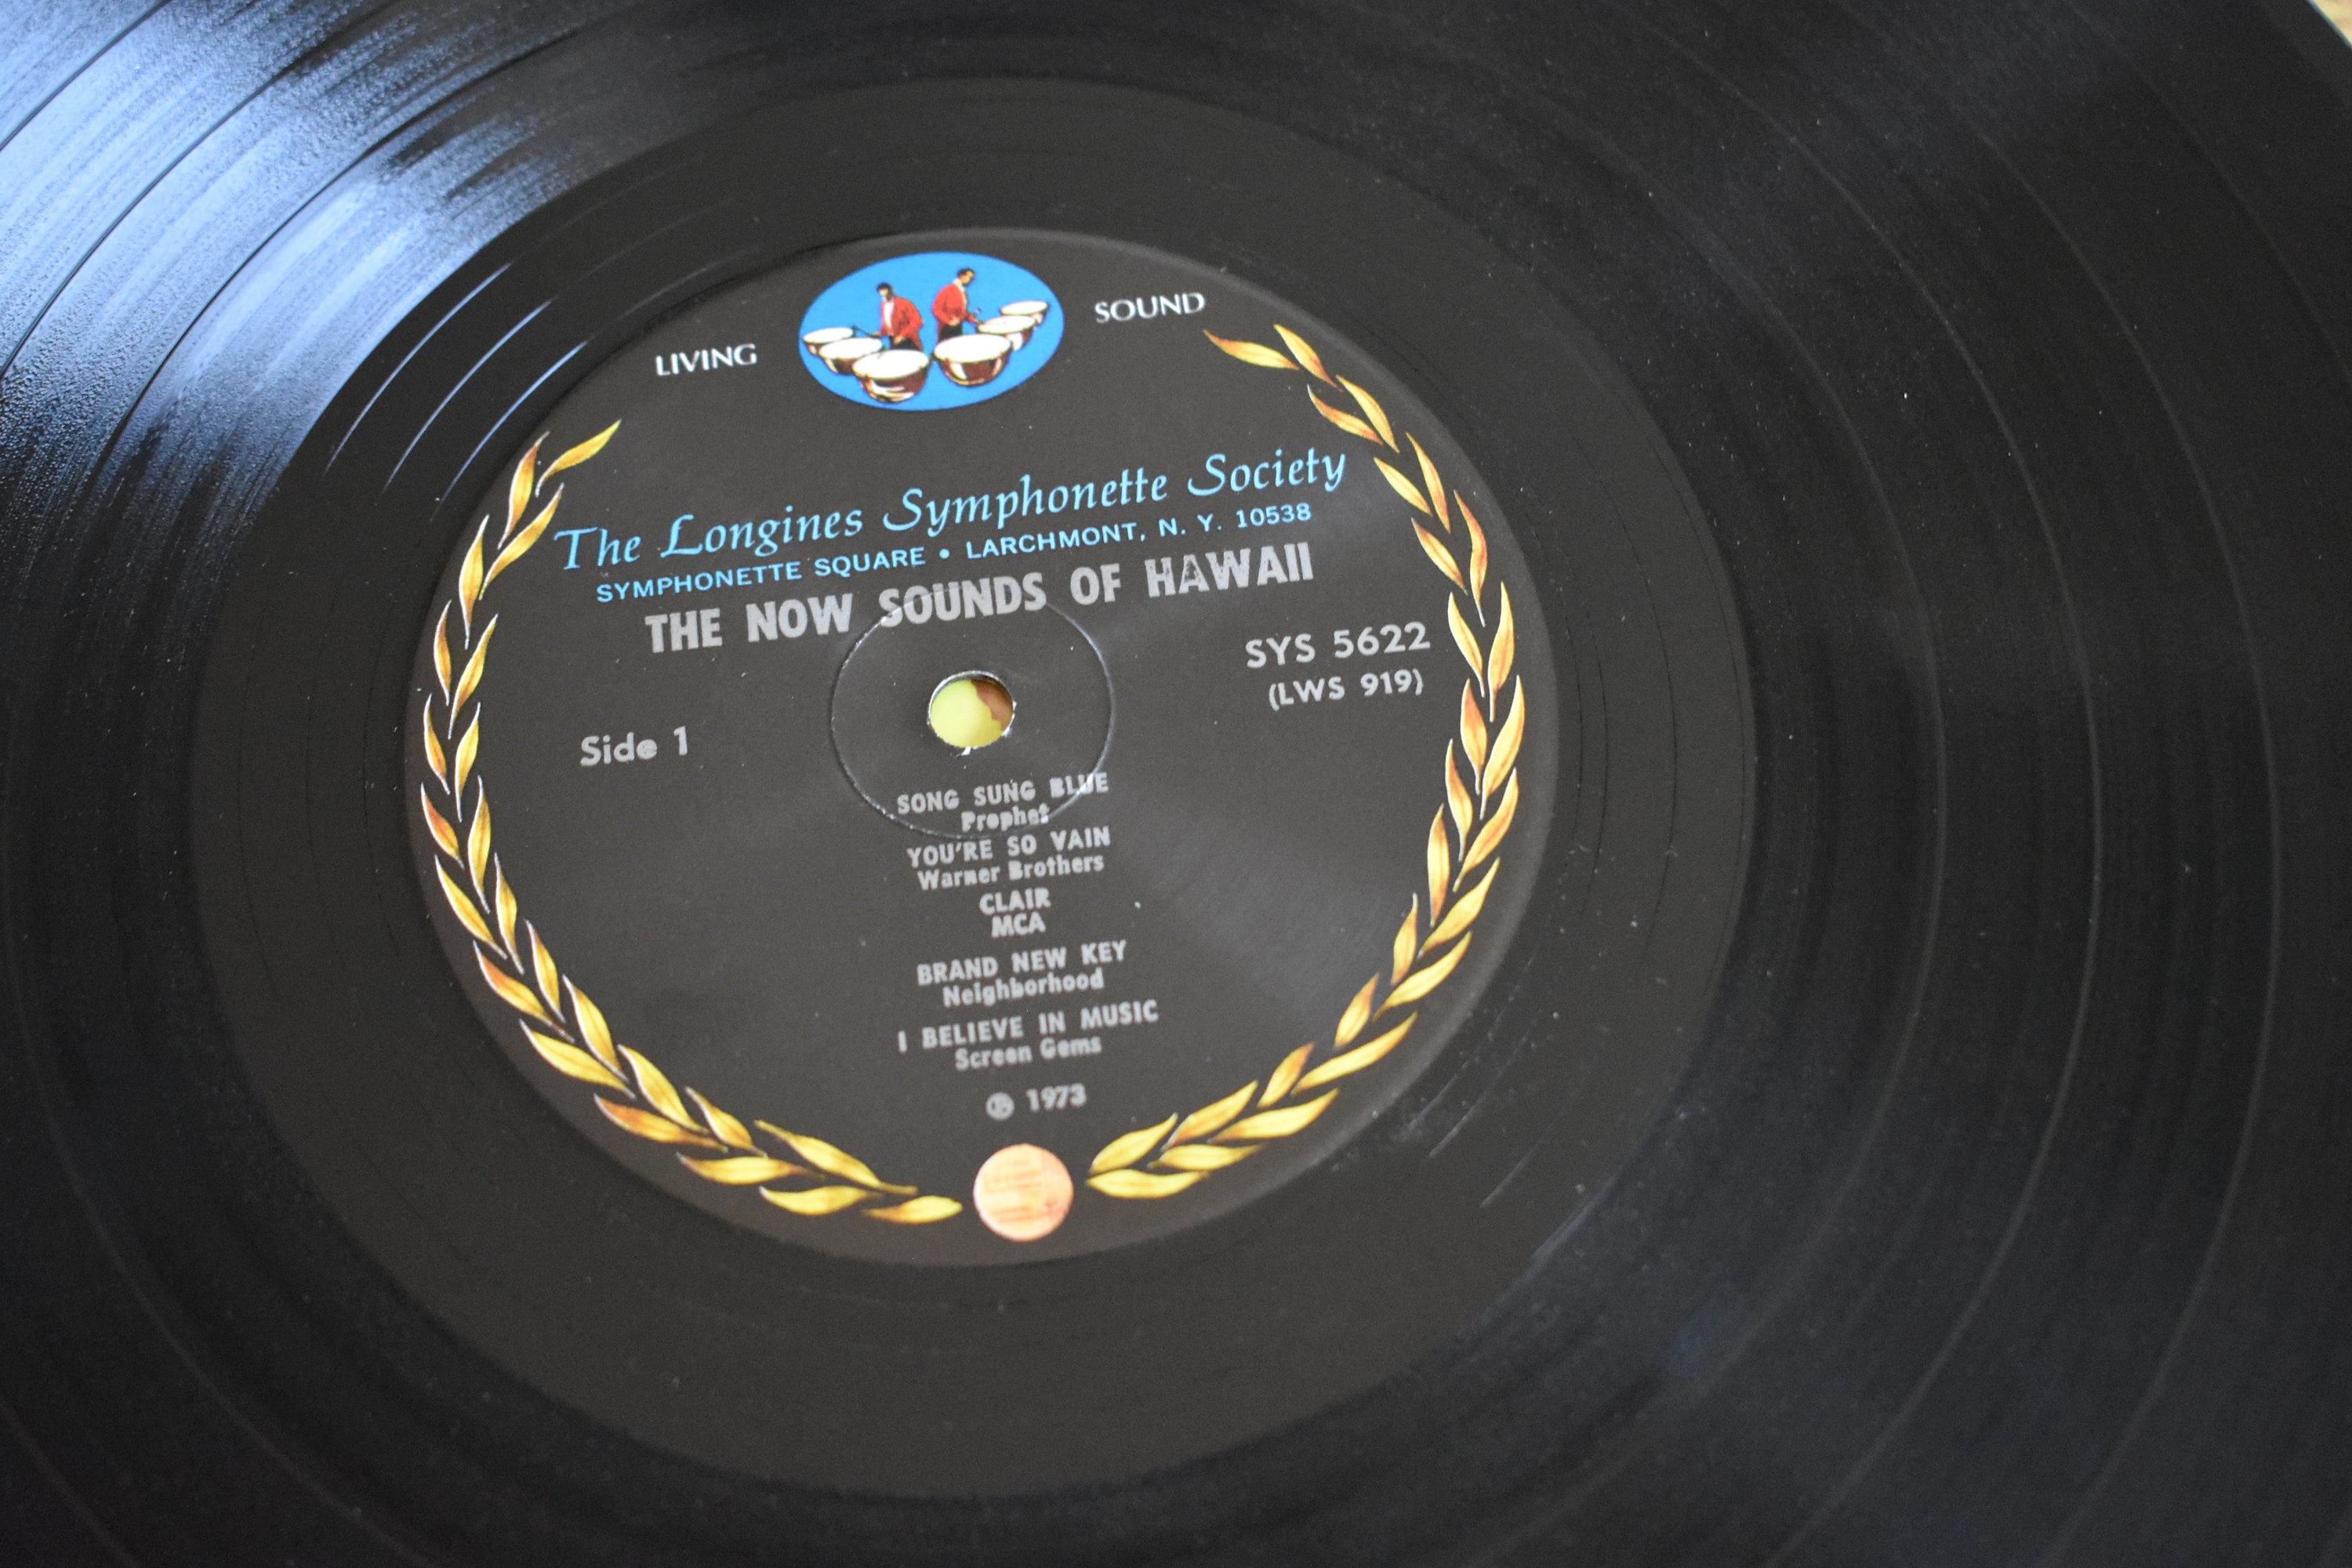 LIVING SOUND
The Longines Symphonette Society
SYMPHONETTE SQUARE • LARCHMONT, N. Y. 10538
THE NOW SOUNDS OF HAWAII
SYS 5622
(LWS 919)
Side 1
SONG SUNG BLUE
Prophet
YOU'RE SO VAIN
Warner Brothers
CLAIR
MCA
BRAND NEW KEY
Neighborhood
I BELIEVE IN MUSIC
Screen Gems
℗ 1973